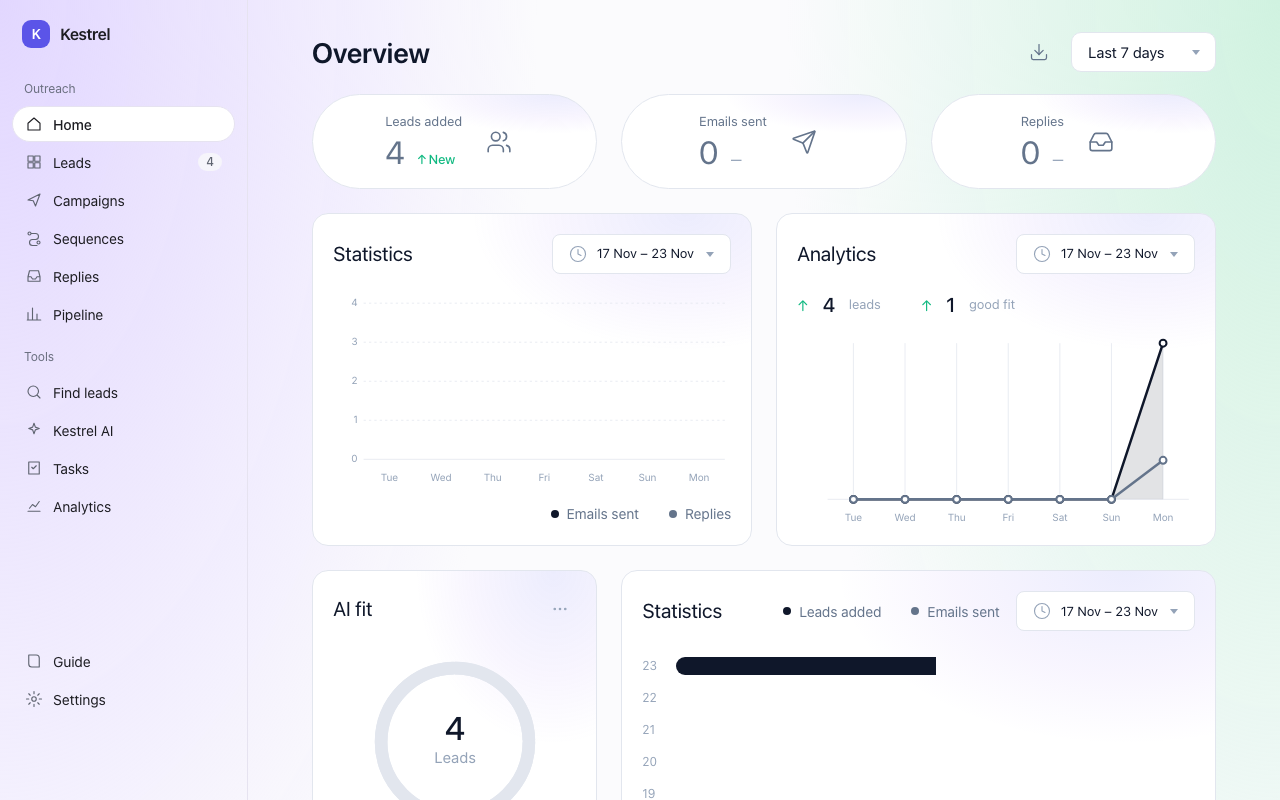 K Kestrel
Outreach
Home
Leads 4
Campaigns
Sequences
Replies
Pipeline
Tools
Find leads
Kestrel AI
Tasks
Analytics
Guide
Settings
Overview
Last 7 days
Leads added
4 ↑ New
Emails sent
0 –
Replies
0 –
Statistics
17 Nov – 23 Nov
4
3
2
1
0
Tue Wed Thu Fri Sat Sun Mon
Emails sent Replies
Analytics
17 Nov – 23 Nov
↑ 4 leads ↑ 1 good fit
Tue Wed Thu Fri Sat Sun Mon
AI fit
4
Leads
Statistics
Leads added Emails sent 17 Nov – 23 Nov
23
22
21
20
19